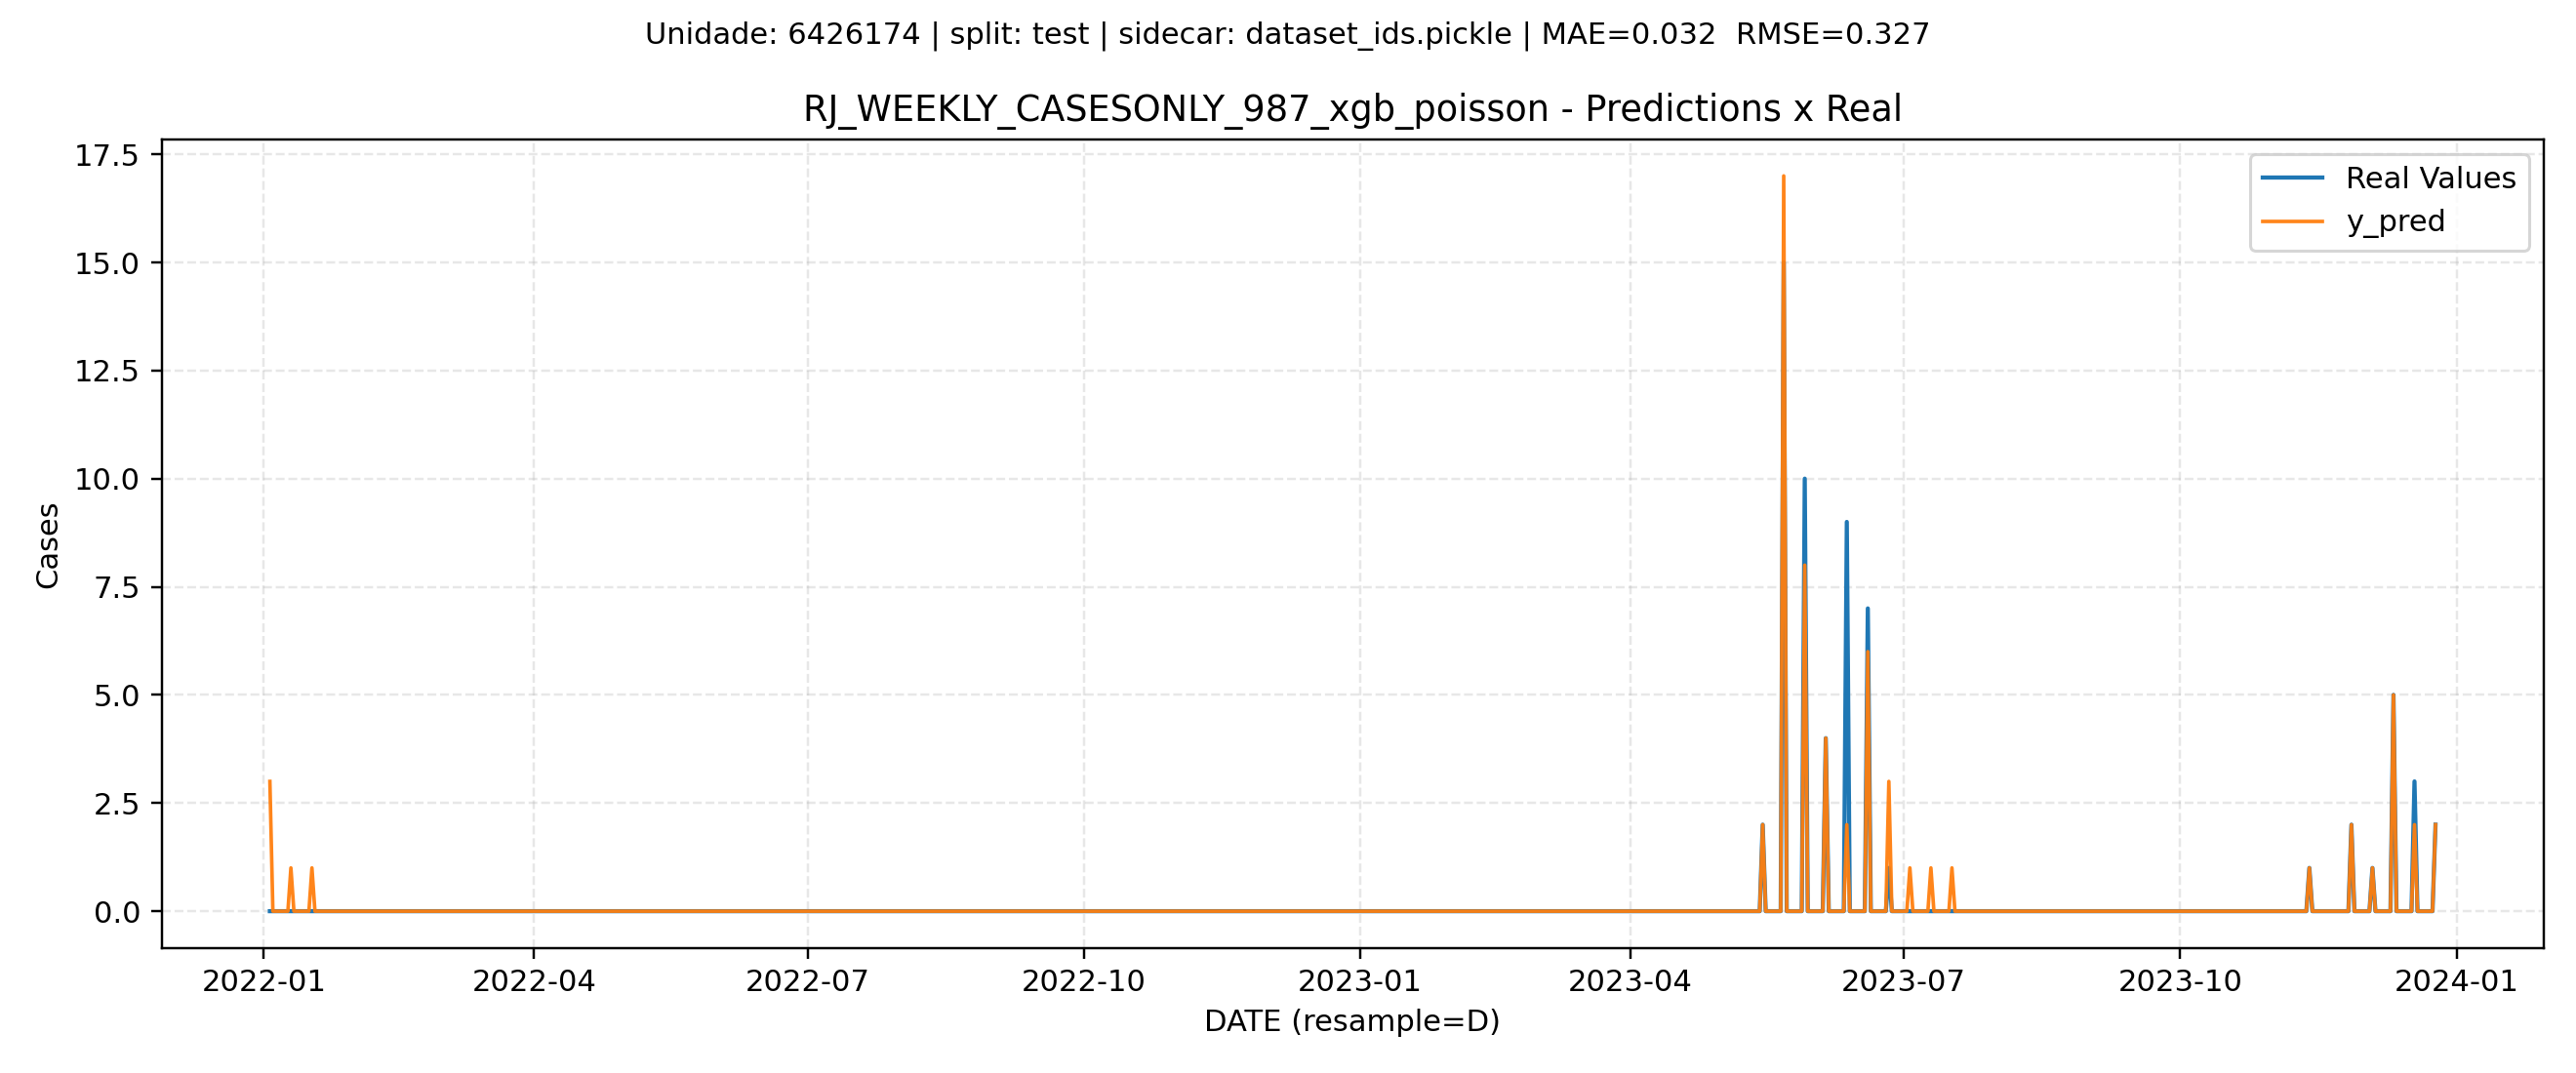 Unidade: 6426174 | split: test | sidecar: dataset_ids.pickle | MAE=0.032  RMSE=0.327
RJ_WEEKLY_CASESONLY_987_xgb_poisson - Predictions x Real
17.5
15.0
12.5
10.0
7.5
5.0
2.5
0.0
Cases
Real Values
y_pred
2022-01
2022-04
2022-07
2022-10
2023-01
2023-04
2023-07
2023-10
2024-01
DATE (resample=D)